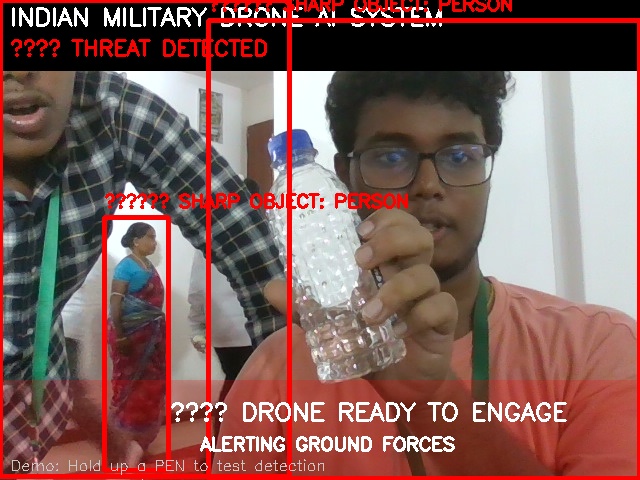 ?????? SHARP OBJECT: PERSON
INDIAN MILITARY DRONE AI SYSTEM
???? THREAT DETECTED
?????? SHARP OBJECT: PERSON
???? DRONE READY TO ENGAGE
ALERTING GROUND FORCES
Demo: Hold up a PEN to test detection